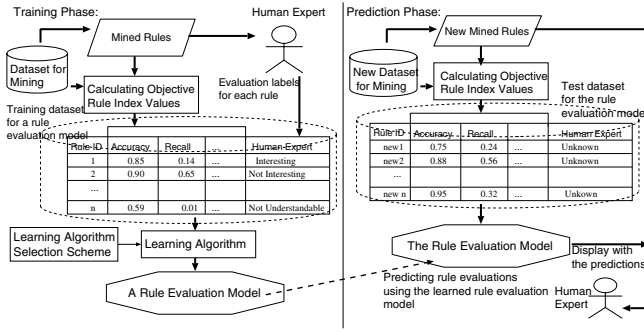 Training Phase:
Human Expert
Mined Rules
Dataset for
Mining
Calculating Objective
Rule Index Values
Evaluation labels
for each rule
Training dataset
for a rule
evaluation model
Rule ID Accuracy Recall ... Human Expert
1 0.85 0.14 ... Interesting
2 0.90 0.65 ... Not Interesting
...
n 0.59 0.01 ... Not Understandable
Learning Algorithm
Selection Scheme
Learning Algorithm
A Rule Evaluation Model
Prediction Phase:
New Mined Rules
New Dataset
for Mining
Calculating Objective
Rule Index Values
Test dataset
for the rule
evaluation model
Rule ID Accuracy Recall ... Human Expert
new1 0.75 0.24 ... Unknown
new2 0.88 0.56 ... Unknown
...
new n 0.95 0.32 ... Unkown
The Rule Evaluation Model
Display with
the predictions
Predicting rule evaluations
using the learned rule evaluation
model
Human
Expert